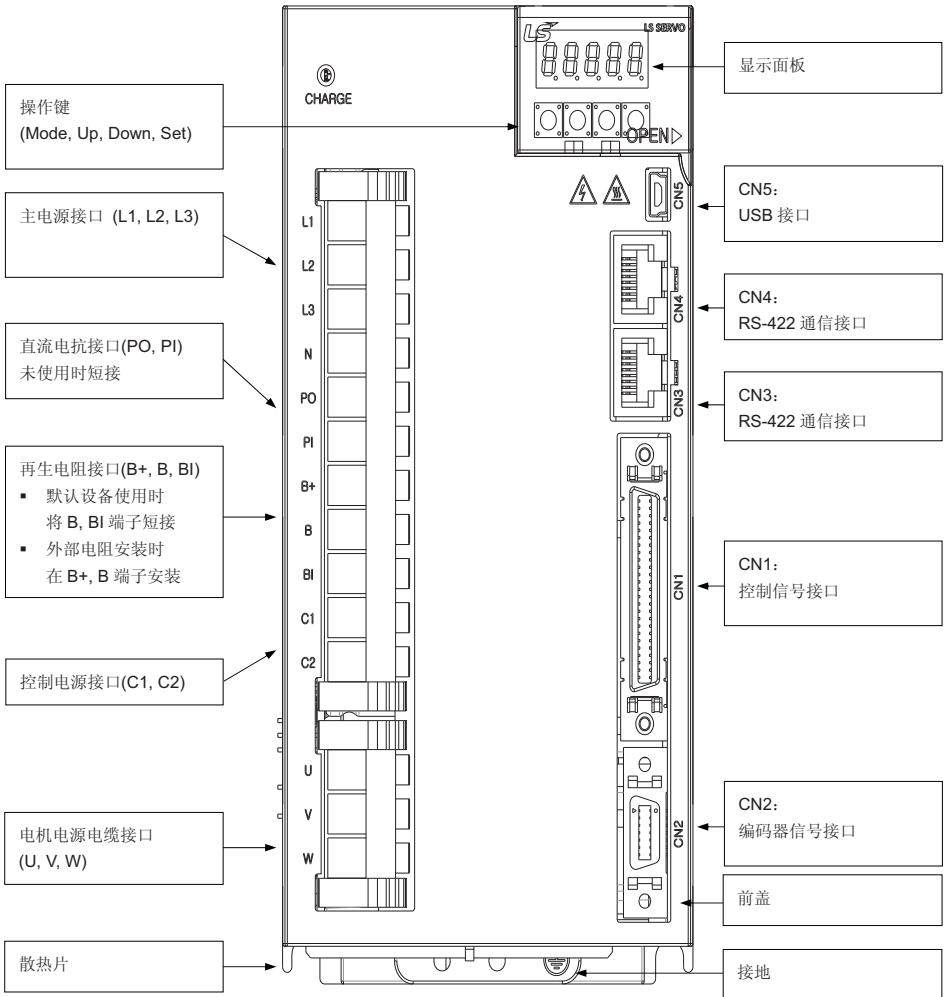 LS
LS SERVO
88888
CHARGE
OPEN
操作键
(Mode, Up, Down, Set)
主电源接口 (L1, L2, L3)
直流电抗接口(PO, PI)
未使用时短接
再生电阻接口(B+, B, BI)
▪ 默认设备使用时
将 B, BI 端子短接
▪ 外部电阻安装时
在 B+, B 端子安装
控制电源接口(C1, C2)
电机电源电缆接口
(U, V, W)
散热片
L1
L2
L3
N
PO
PI
B+
B
BI
C1
C2
U
V
W
CN5
CN4
CN3
CN1
CN2
显示面板
CN5：
USB 接口
CN4：
RS-422 通信接口
CN3：
RS-422 通信接口
CN1：
控制信号接口
CN2：
编码器信号接口
前盖
接地